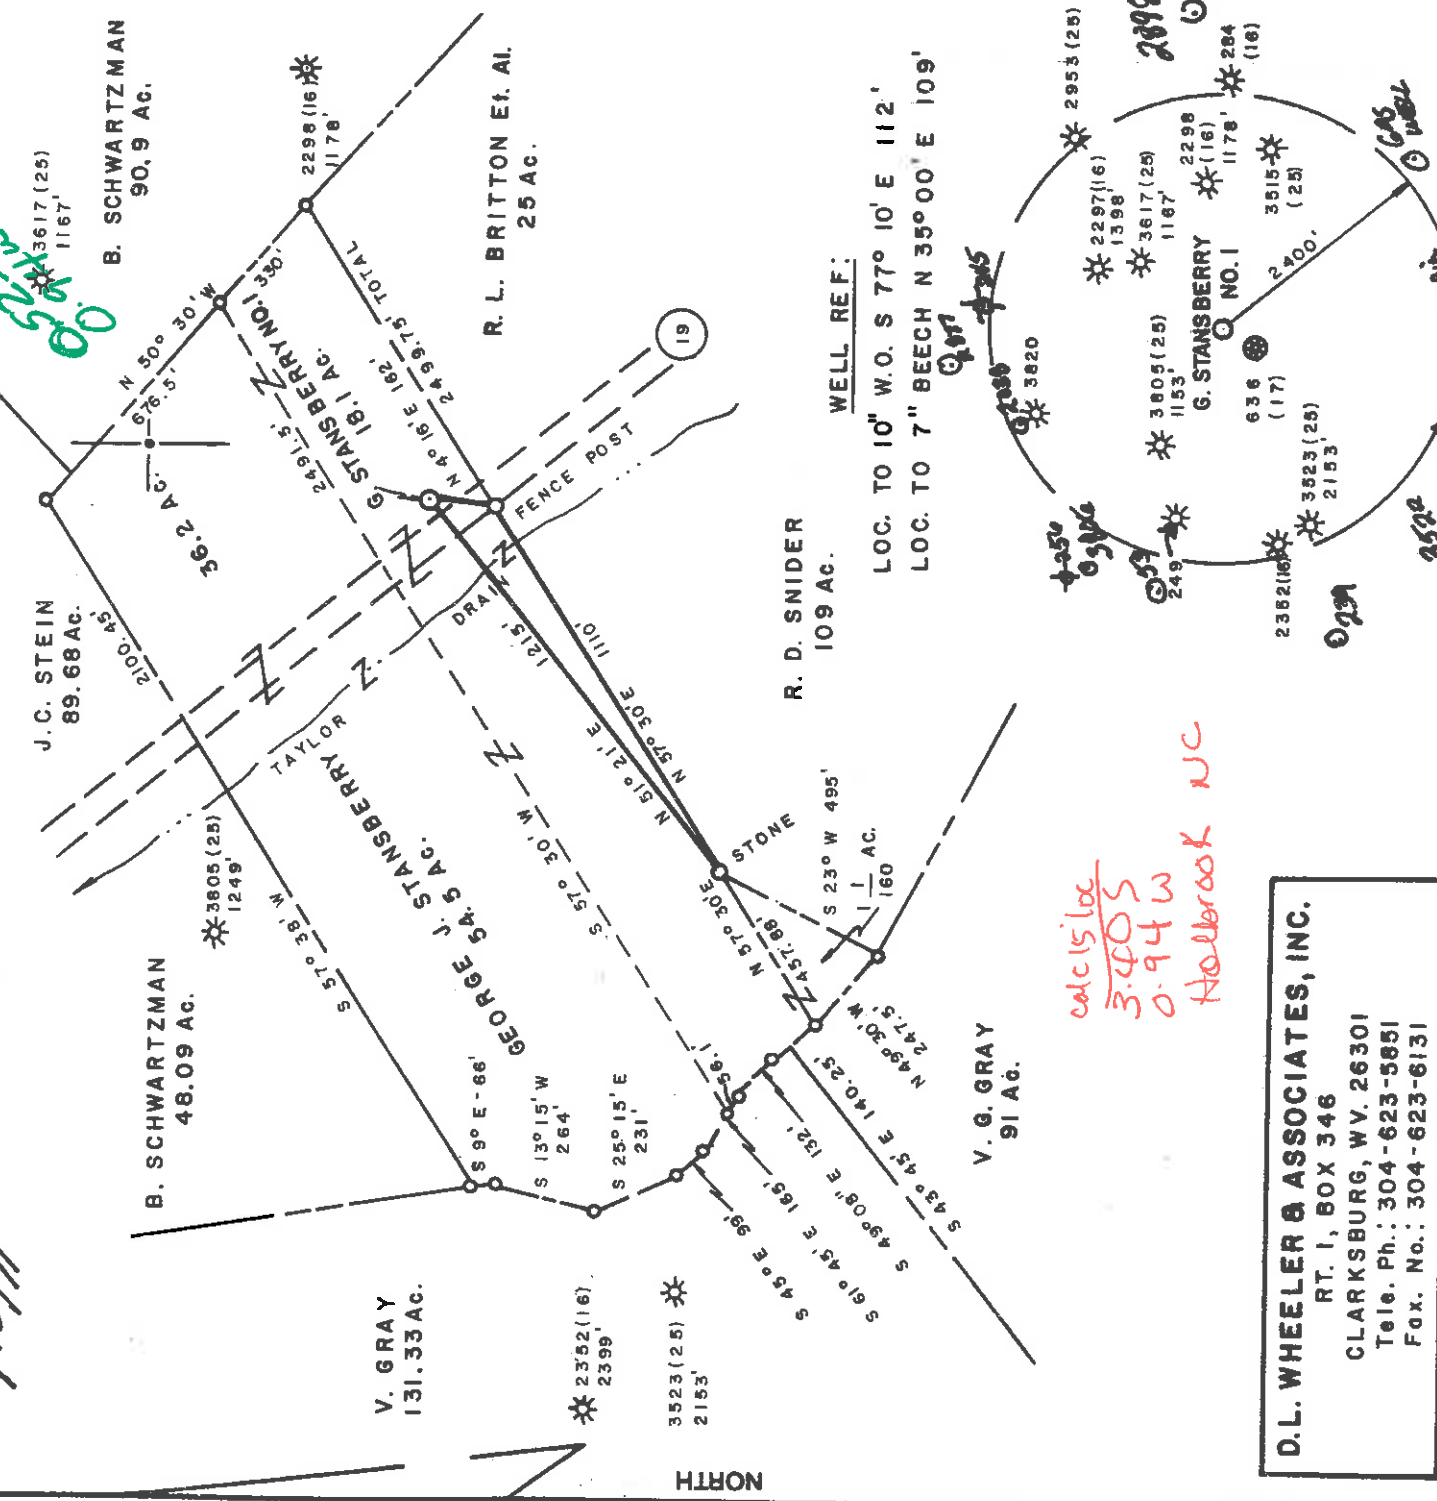 B. SCHWARTZMAN
90.9 Ac.
3617 (25)
1167'
2298 (16)
1178'
R. L. BRITTON Et. Al.
25 Ac.
J.C. STEIN
89.68 Ac.
N 50° 30' W
676.5'
330'
36.2 Ac.
2100.45'
S 57° 38' W
2491.5'
S 57° 30' W
G STANSBERRY NO.1
18.1 Ac.
2499.75' TOTAL
N 4° 16' E 162'
19
FENCE POST
DRAIN
TAYLOR
1215'
N 51° 21' E
1110'
N 57° 30' E
GEORGE J. STANSBERRY
54.5 Ac.
3805 (25)
1249'
B. SCHWARTZMAN
48.09 Ac.
R. D. SNIDER
109 Ac.
STONE
N 57° 30' E
457.88'
S 23° W 495'
1 1/160 AC.
N 49° 30' W
247.5'
V. G. GRAY
91 Ac.
S 9° E - 66'
S 13° 15' W
264'
S 25° 15' E
231'
S 45° E 99'
S 61° 45' E 165'
56.1'
S 49° 08' E 132'
S 43° 45' E 140.25'
V. GRAY
131.33 Ac.
2352 (16)
2399'
3523 (25)
2153'
NORTH
WELL REF:
LOC. TO 10" W.O. S 77° 10' E 112'
LOC. TO 7" BEECH N 35° 00' E 109'
2953 (25)
284
(16)
2297 (16)
1398'
3617 (25)
1167'
2298
(16)
1178'
3515
(25)
G. STANSBERRY
NO. 1
2400'
3820
3805 (25)
1153'
636
(17)
3523 (25)
2153'
2352 (16)
249
239
GAS
WELL
calc 15' loc
3.40 S
0.94 W
Holbrook NC
D.L. WHEELER & ASSOCIATES, INC.
RT. 1, BOX 346
CLARKSBURG, WV. 26301
Tele. Ph.: 304-623-5851
Fax. No.: 304-623-6131